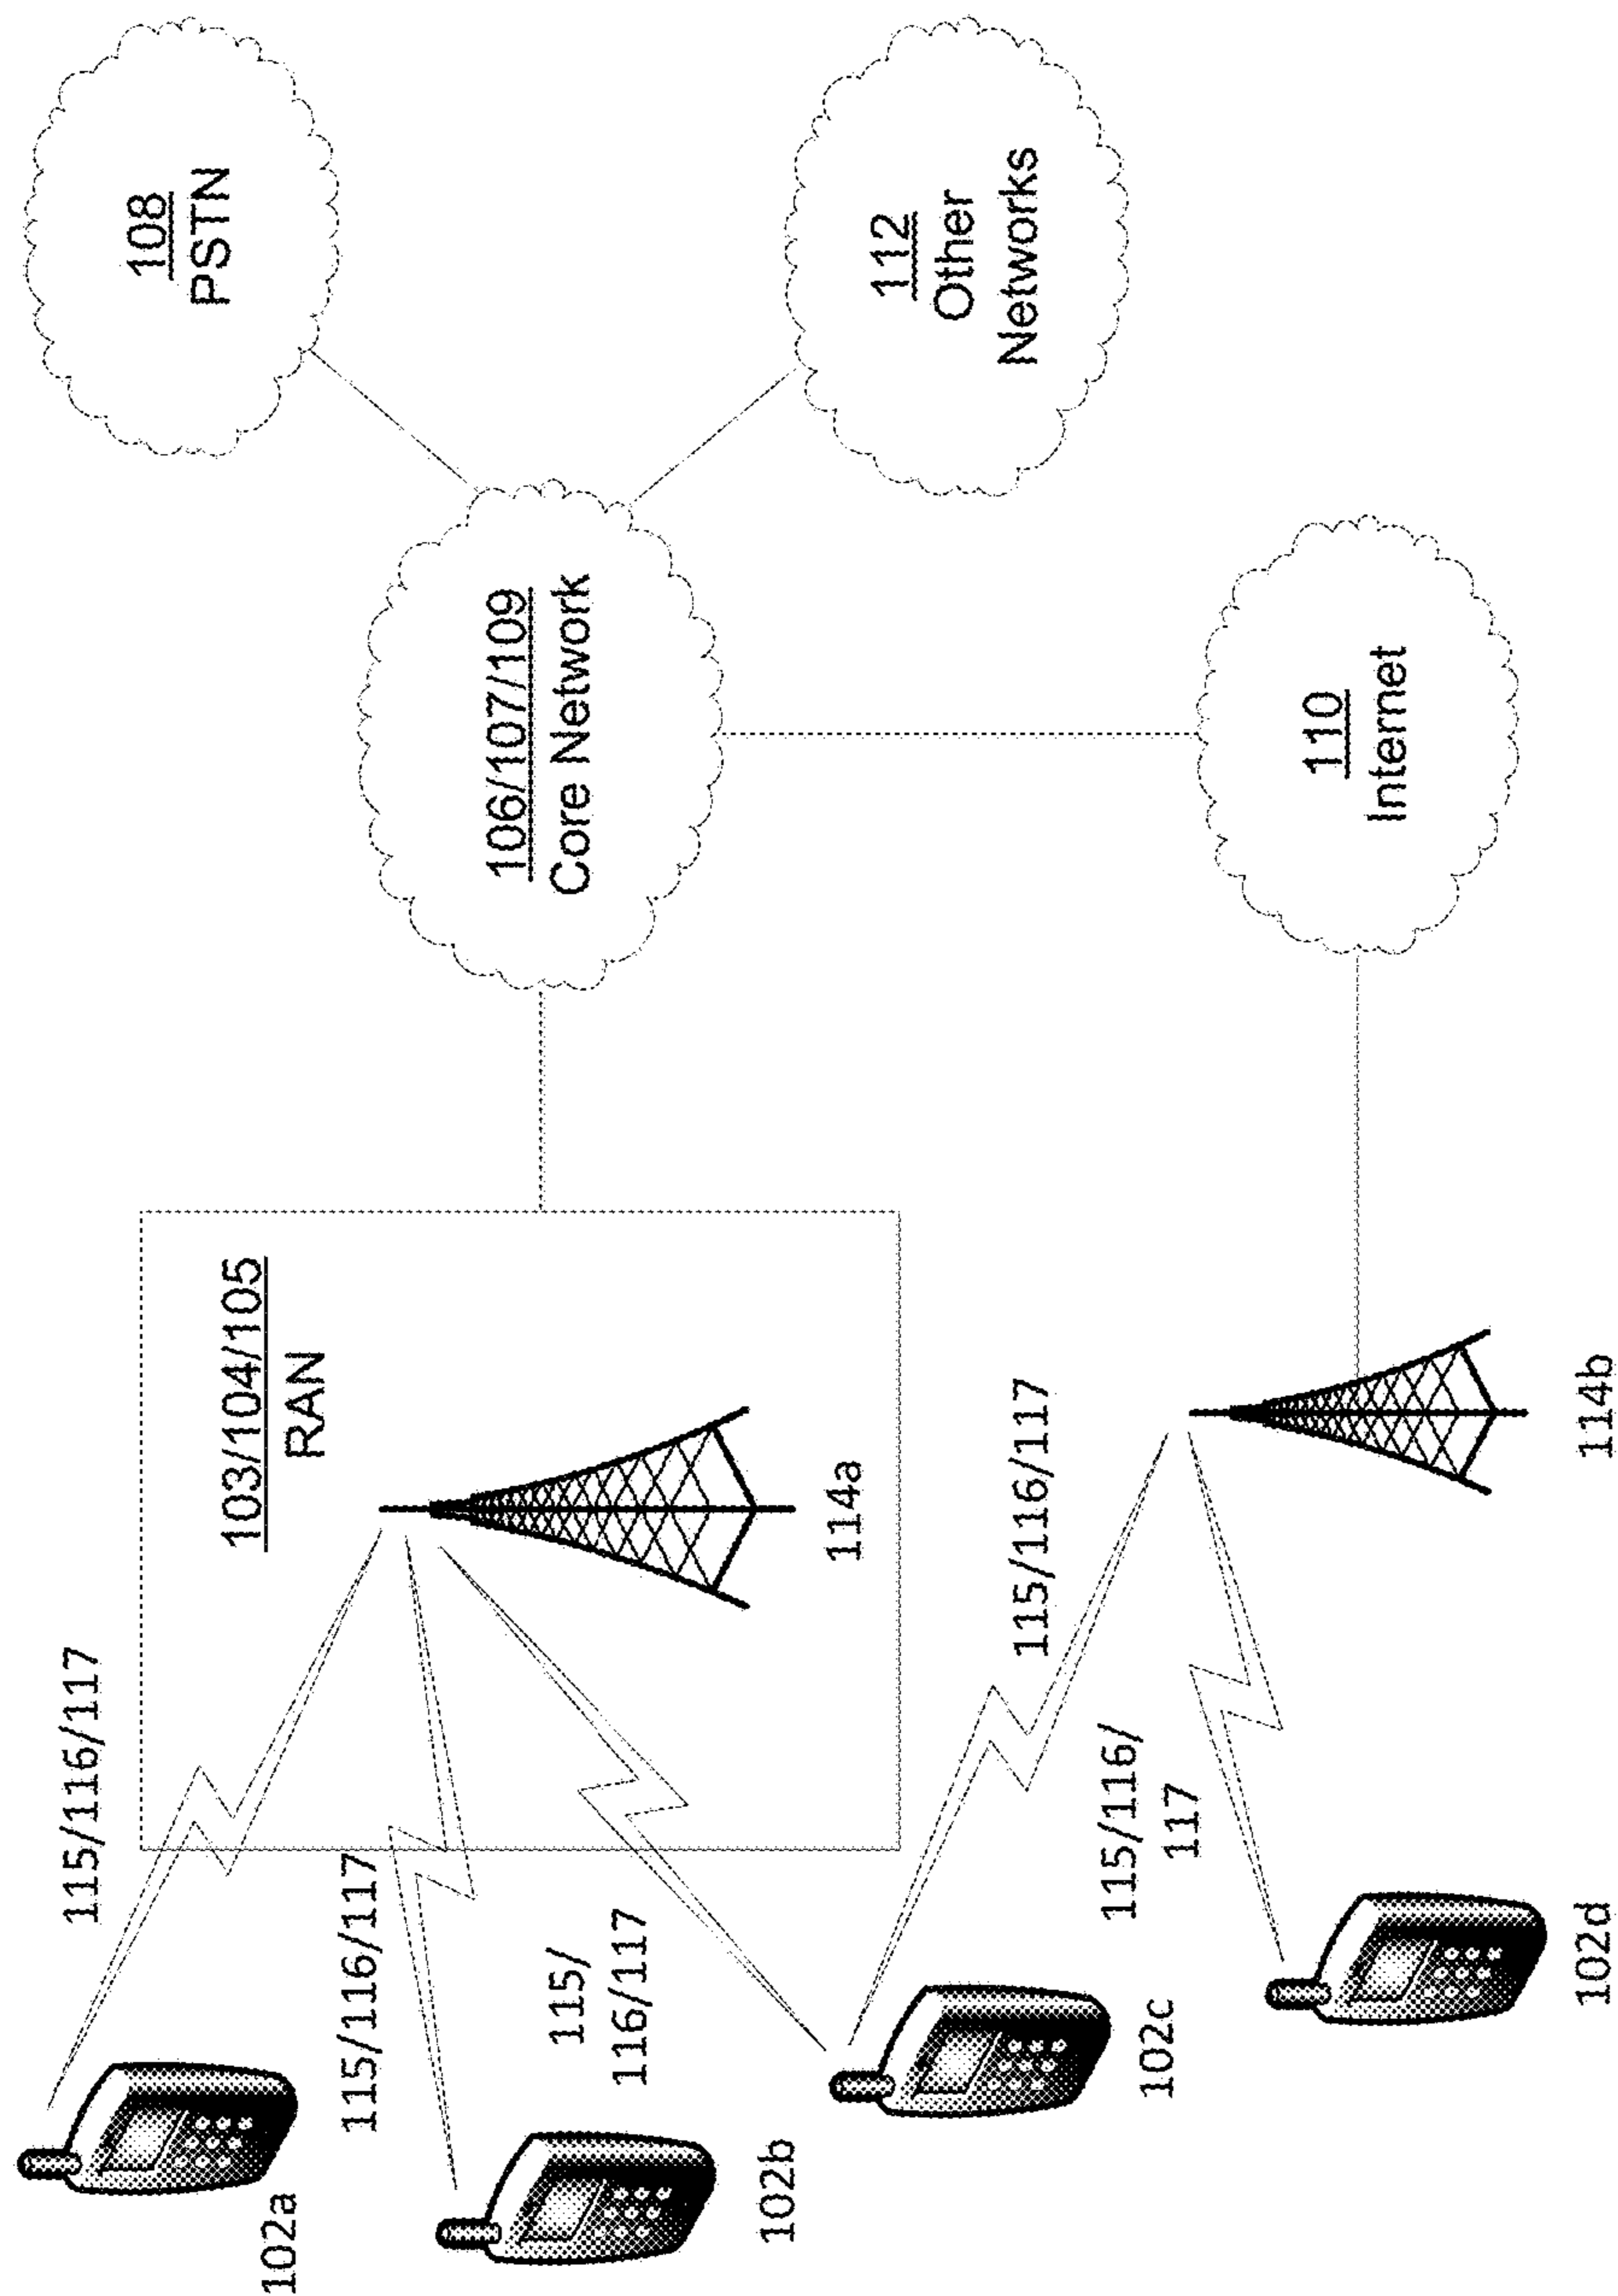 115/116/117
102a
103/104/105
RAN
114a
115/116/117
102b
115/
116/117
102c
115/116/117
115/116/
117
102d
114b
106/107/109
Core Network
108
PSTN
112
Other
Networks
110
Internet